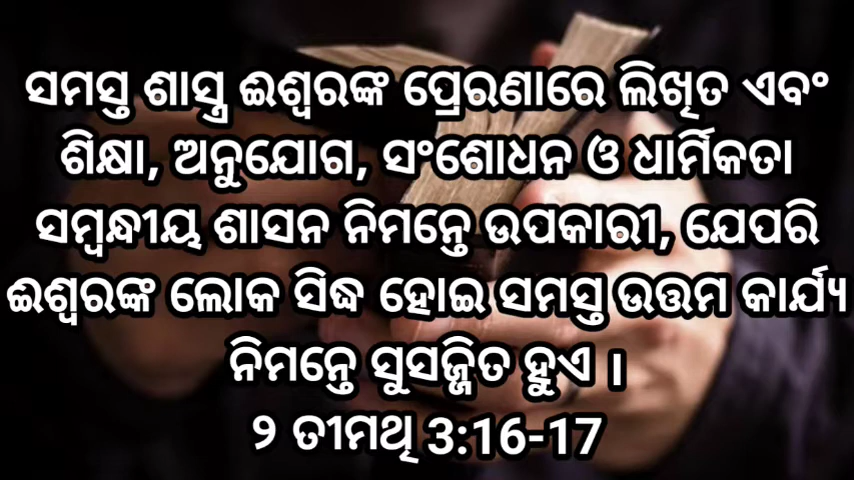 ସମସ୍ତ ଶାସ୍ତ୍ର ଈଶ୍ୱରଙ୍କ ପ୍ରେରଣାରେ ଲିଖିତ ଏବଂ
ଶିକ୍ଷା, ଅନୁଯୋଗ, ସଂଶୋଧନ ଓ ଧାର୍ମିକତା
ସମ୍ବନ୍ଧୀୟ ଶାସନ ନିମନ୍ତେ ଉପକାରୀ, ଯେପରି
ଈଶ୍ୱରଙ୍କ ଲୋକ ସିଦ୍ଧ ହୋଇ ସମସ୍ତ ଉତ୍ତମ କାର୍ଯ୍ୟ
ନିମନ୍ତେ ସୁସଜ୍ଜିତ ହୁଏ ।
୨ ତୀମଥି 3:16-17